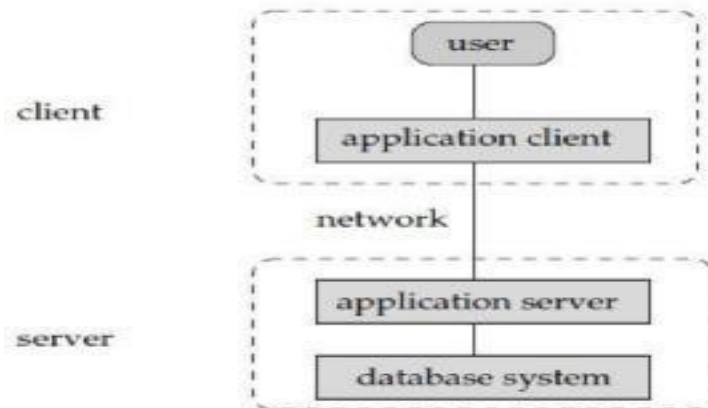 user
client
application client
network
application server
server
database system